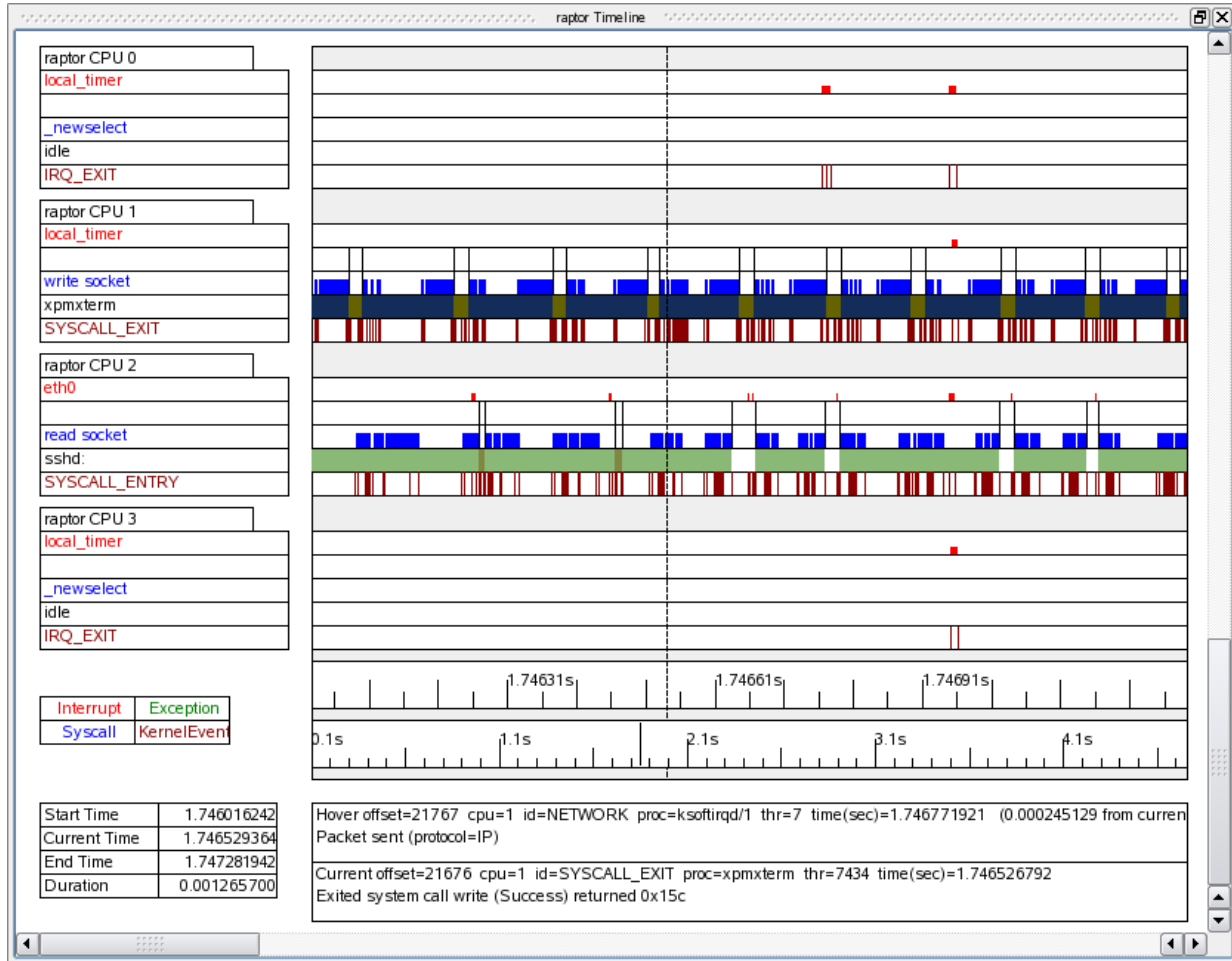 raptor Timeline
raptor CPU 0
local_timer
_newselect
idle
IRQ_EXIT
raptor CPU 1
local_timer
write socket
xpmxterm
SYSCALL_EXIT
raptor CPU 2
eth0
read socket
sshd:
SYSCALL_ENTRY
raptor CPU 3
local_timer
_newselect
idle
IRQ_EXIT
1.74631s 1.74661s 1.74691s
Interrupt Exception
Syscall KernelEvent
0.1s 1.1s 2.1s 3.1s 4.1s
Start Time 1.746016242
Current Time 1.746529364
End Time 1.747281942
Duration 0.001265700
Hover offset=21767 cpu=1 id=NETWORK proc=ksoftirqd/1 thr=7 time(sec)=1.746771921 (0.000245129 from curren
Packet sent (protocol=IP)
Current offset=21676 cpu=1 id=SYSCALL_EXIT proc=xpmxterm thr=7434 time(sec)=1.746526792
Exited system call write (Success) returned 0x15c